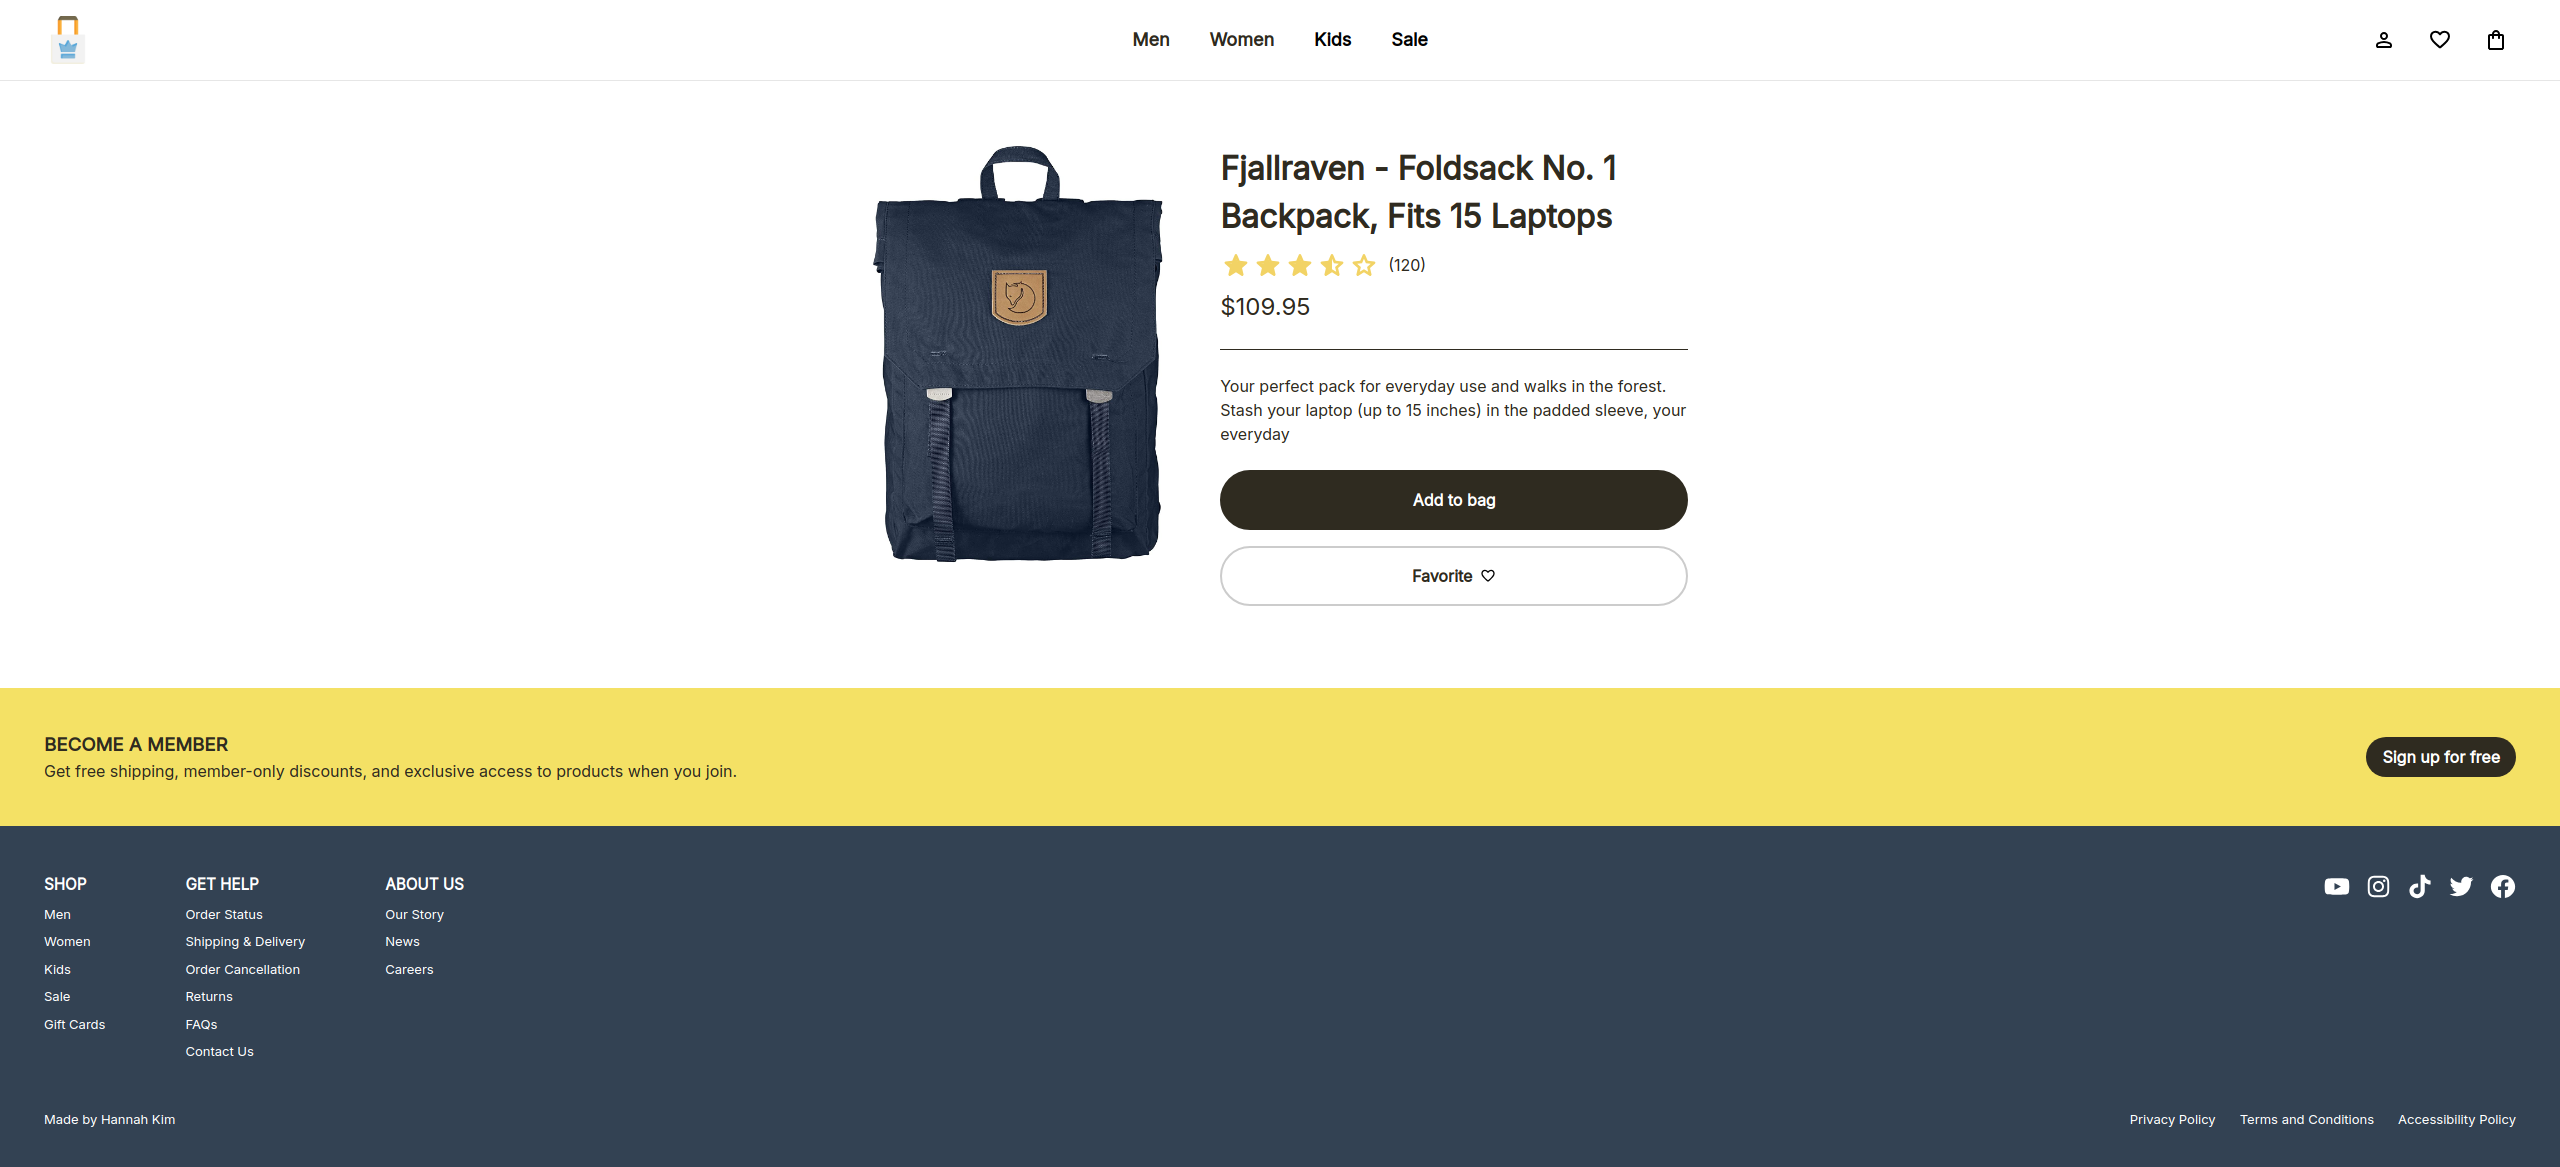 Men
Women
Kids
Sale
Fjallraven - Foldsack No. 1
Backpack, Fits 15 Laptops
(120)
$109.95
Your perfect pack for everyday use and walks in the forest.
Stash your laptop (up to 15 inches) in the padded sleeve, your
everyday
Add to bag
Favorite
BECOME A MEMBER
Get free shipping, member-only discounts, and exclusive access to products when you join.
Sign up for free
SHOP
Men
Women
Kids
Sale
Gift Cards
GET HELP
Order Status
Shipping & Delivery
Order Cancellation
Returns
FAQs
Contact Us
ABOUT US
Our Story
News
Careers
Made by Hannah Kim
Privacy Policy
Terms and Conditions
Accessibility Policy